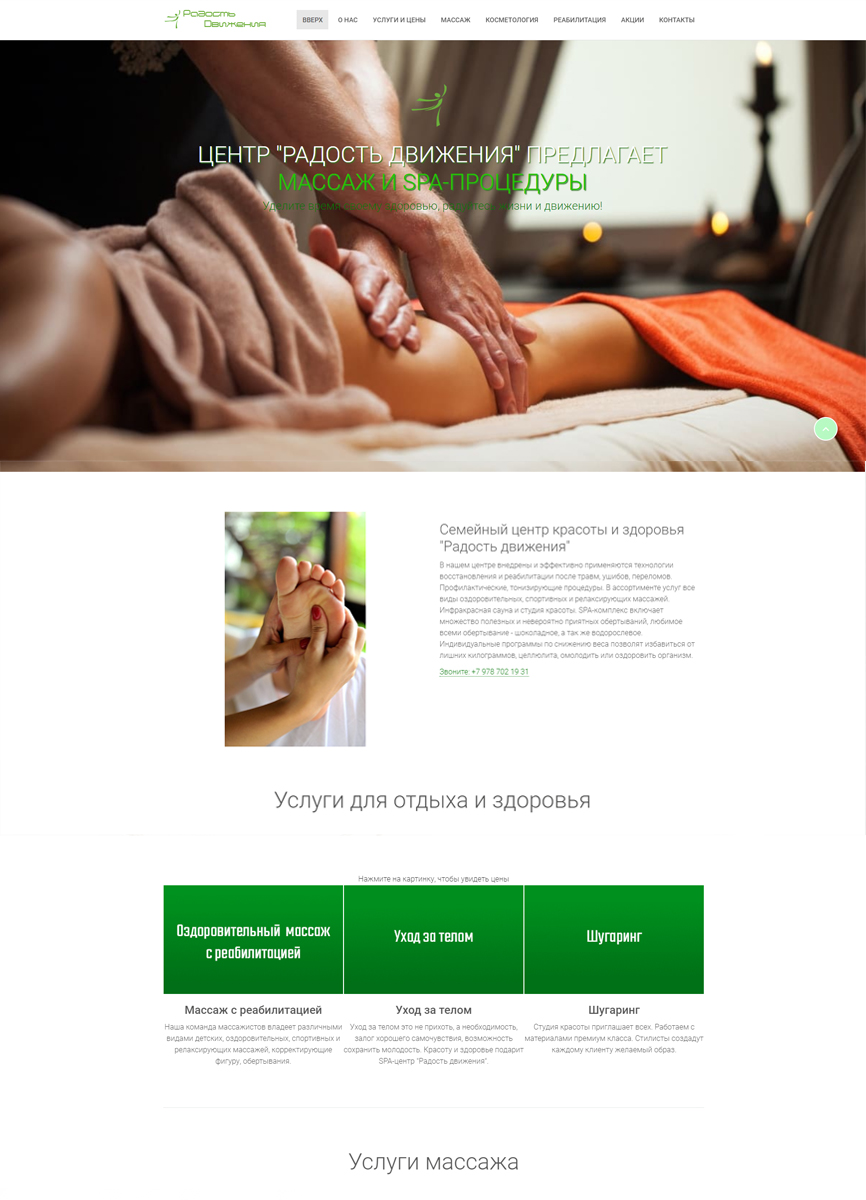 Радость
Движения
ВВЕРХ О НАС УСЛУГИ И ЦЕНЫ МАССАЖ КОСМЕТОЛОГИЯ РЕАБИЛИТАЦИЯ АКЦИИ КОНТАКТЫ
ЦЕНТР "РАДОСТЬ ДВИЖЕНИЯ" ПРЕДЛАГАЕТ
МАССАЖ И SPA-ПРОЦЕДУРЫ
время здоровью, жизни и движению!
Семейный центр красоты и здоровья
"Радость движения"
В нашем центре внедрены и эффективно применяются технологии
восстановления и реабилитации после травм, ушибов, переломов.
Профилактические, тонизирующие процедуры. В ассортименте услуг все
виды оздоровительных, спортивных и релаксирующих массажей.
Инфракрасная сауна и студия красоты. SPA-комплекс включает
множество полезных и невероятно приятных обертываний, любимое
всеми обертывание - шоколадное, а так же водорослевое.
Индивидуальные программы по снижению веса позволят избавиться от
лишних килограммов, целлюлита, омолодить или оздоровить организм.
Звоните: +7 978 702 19 31
Услуги для отдыха и здоровья
Нажмите на картинку, чтобы увидеть цены
Оздоровительный массаж
с реабилитацией
Уход за телом
Шугаринг
Массаж с реабилитацией
Наша команда массажистов владеет различными
видами детских, оздоровительных, спортивных и
релаксирующих массажей, корректирующие
фигуру, обертывания.
Уход за телом
Уход за телом это не прихоть, а необходимость,
залог хорошего самочувствия, возможность
сохранить молодость. Красоту и здоровье подарит
SPA-центр "Радость движения".
Шугаринг
Студия красоты приглашает всех. Работаем с
материалами премиум класса. Стилисты создадут
каждому клиенту желаемый образ.
Услуги массажа